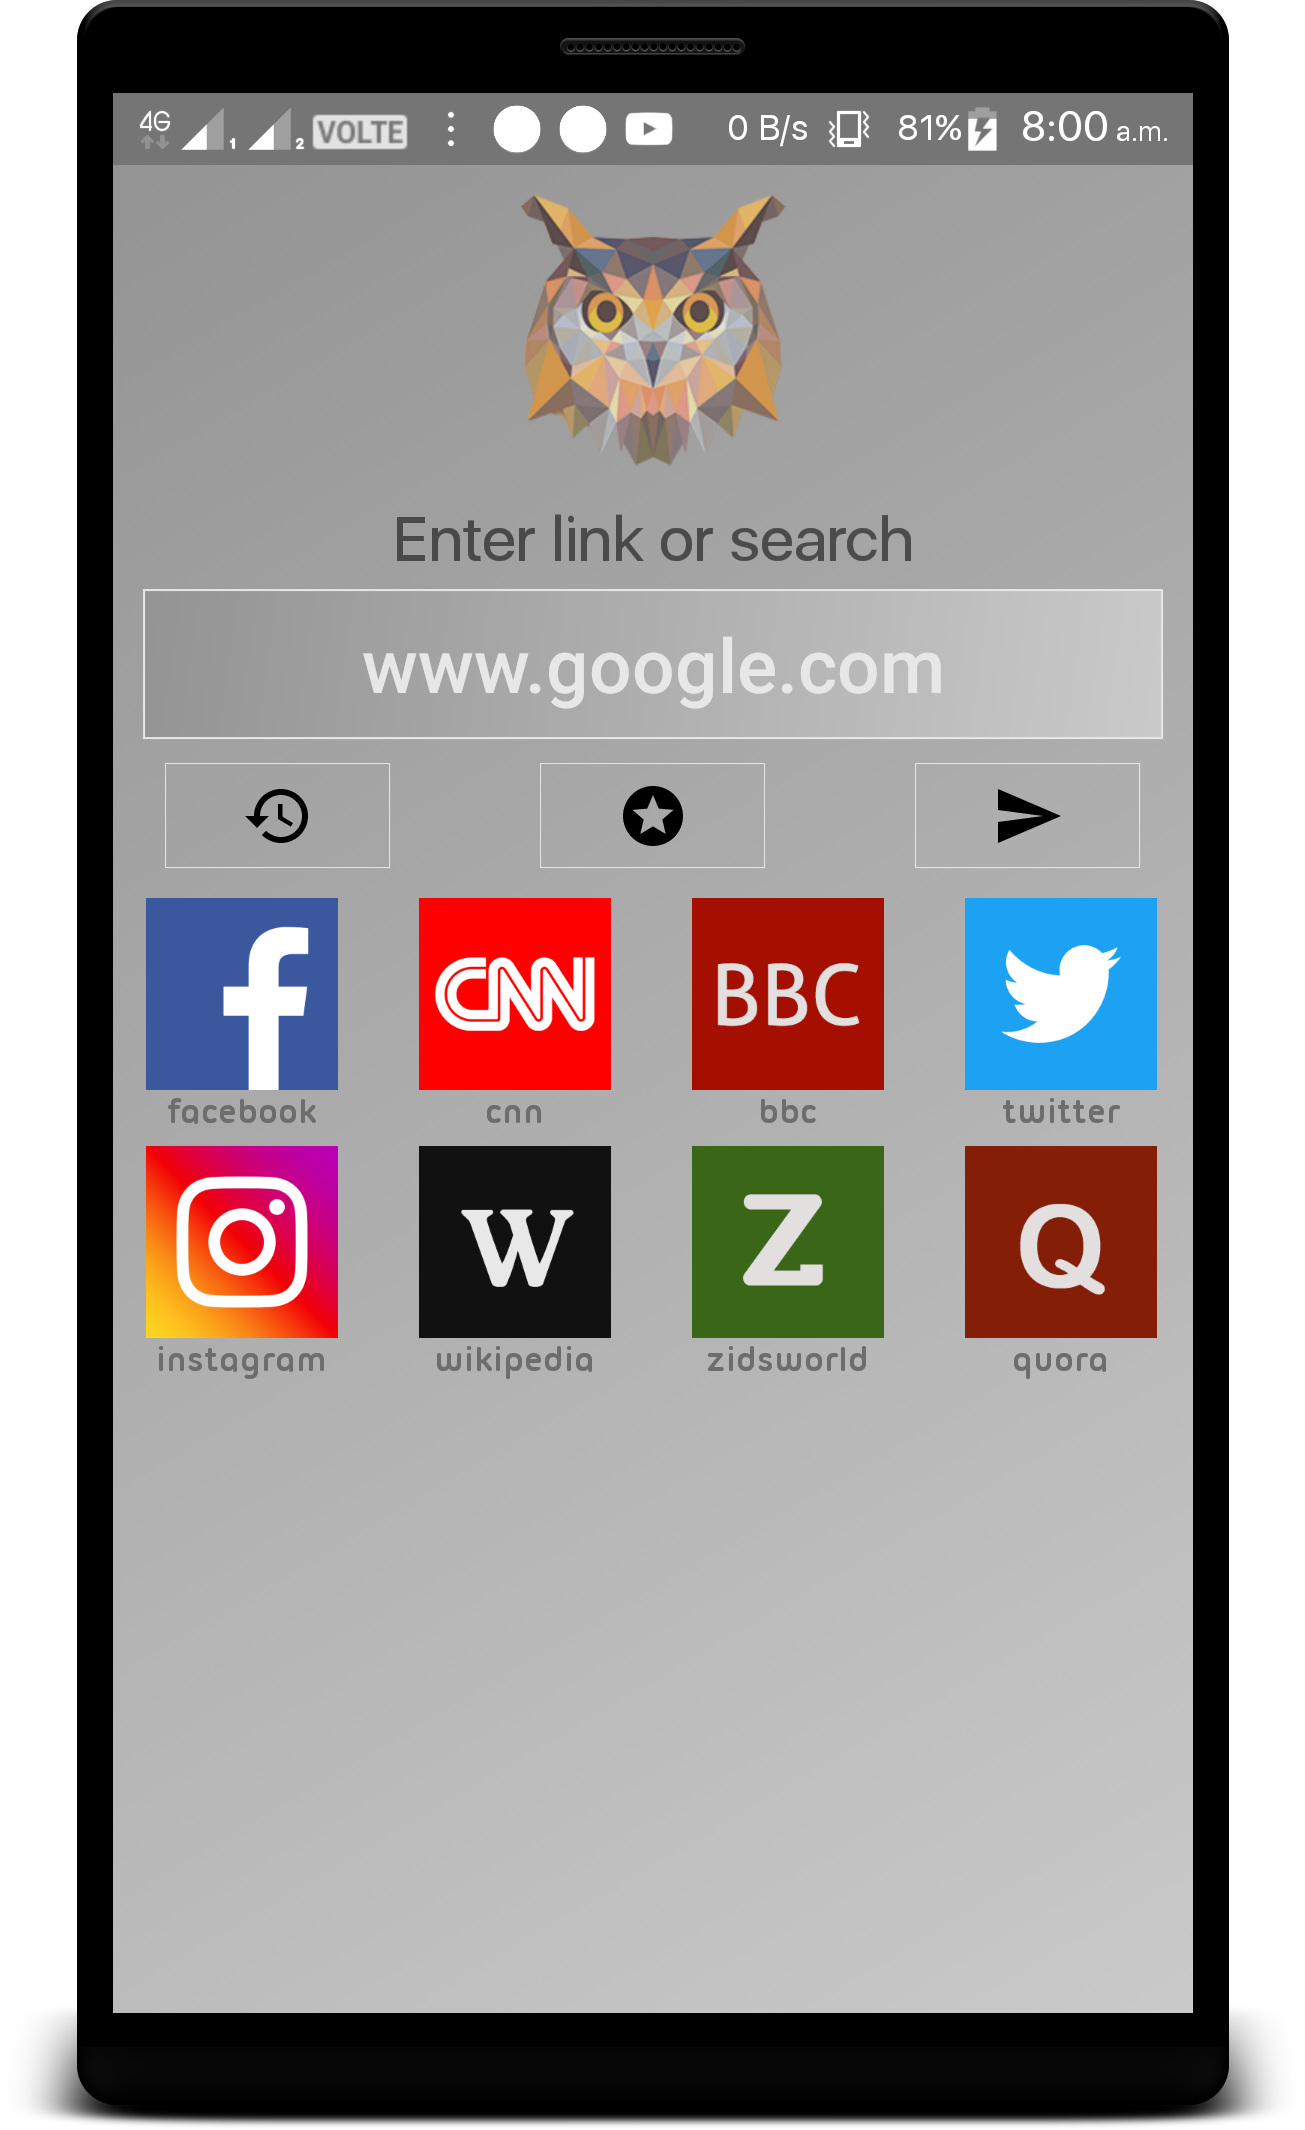 4G 1 2 VOLTE 0 B/s 81% 8:00 a.m.
Enter link or search
www.google.com
f CNN BBC
facebook cnn bbc twitter
W Z Q
instagram wikipedia zidsworld quora